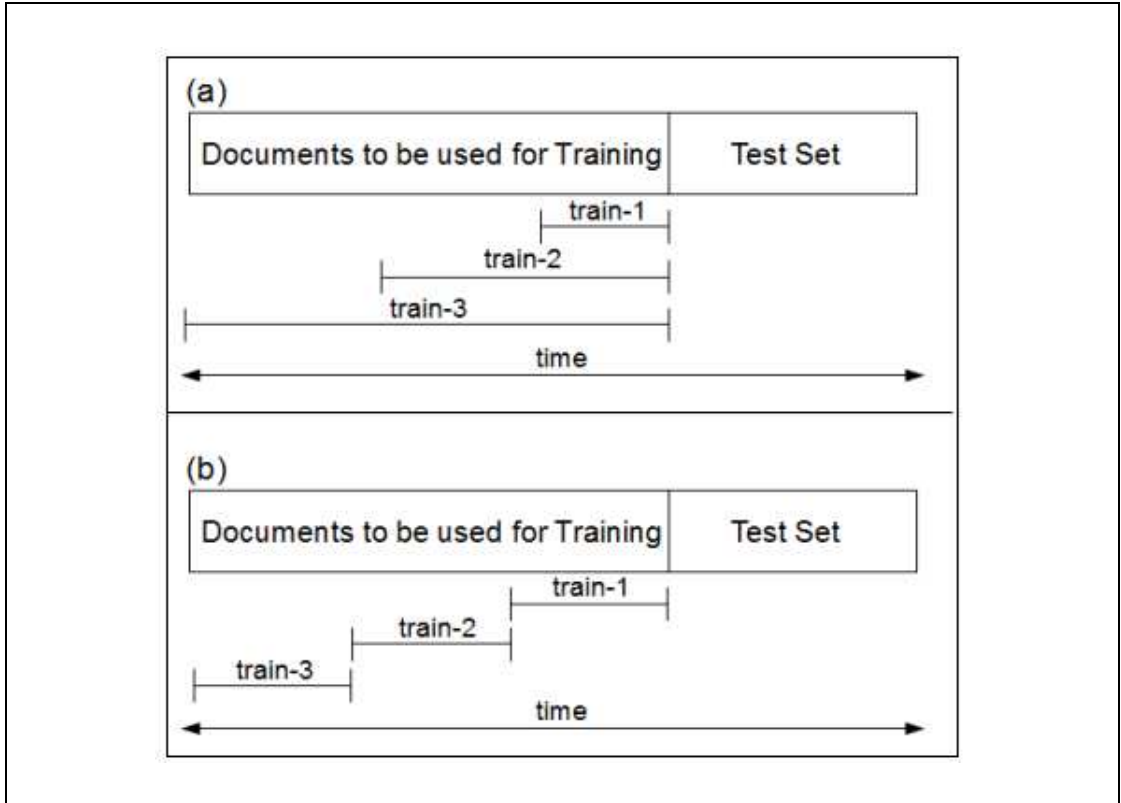 (a)
Documents to be used for Training Test Set
train-1
train-2
train-3
time
(b)
Documents to be used for Training Test Set
train-1
train-2
train-3
time